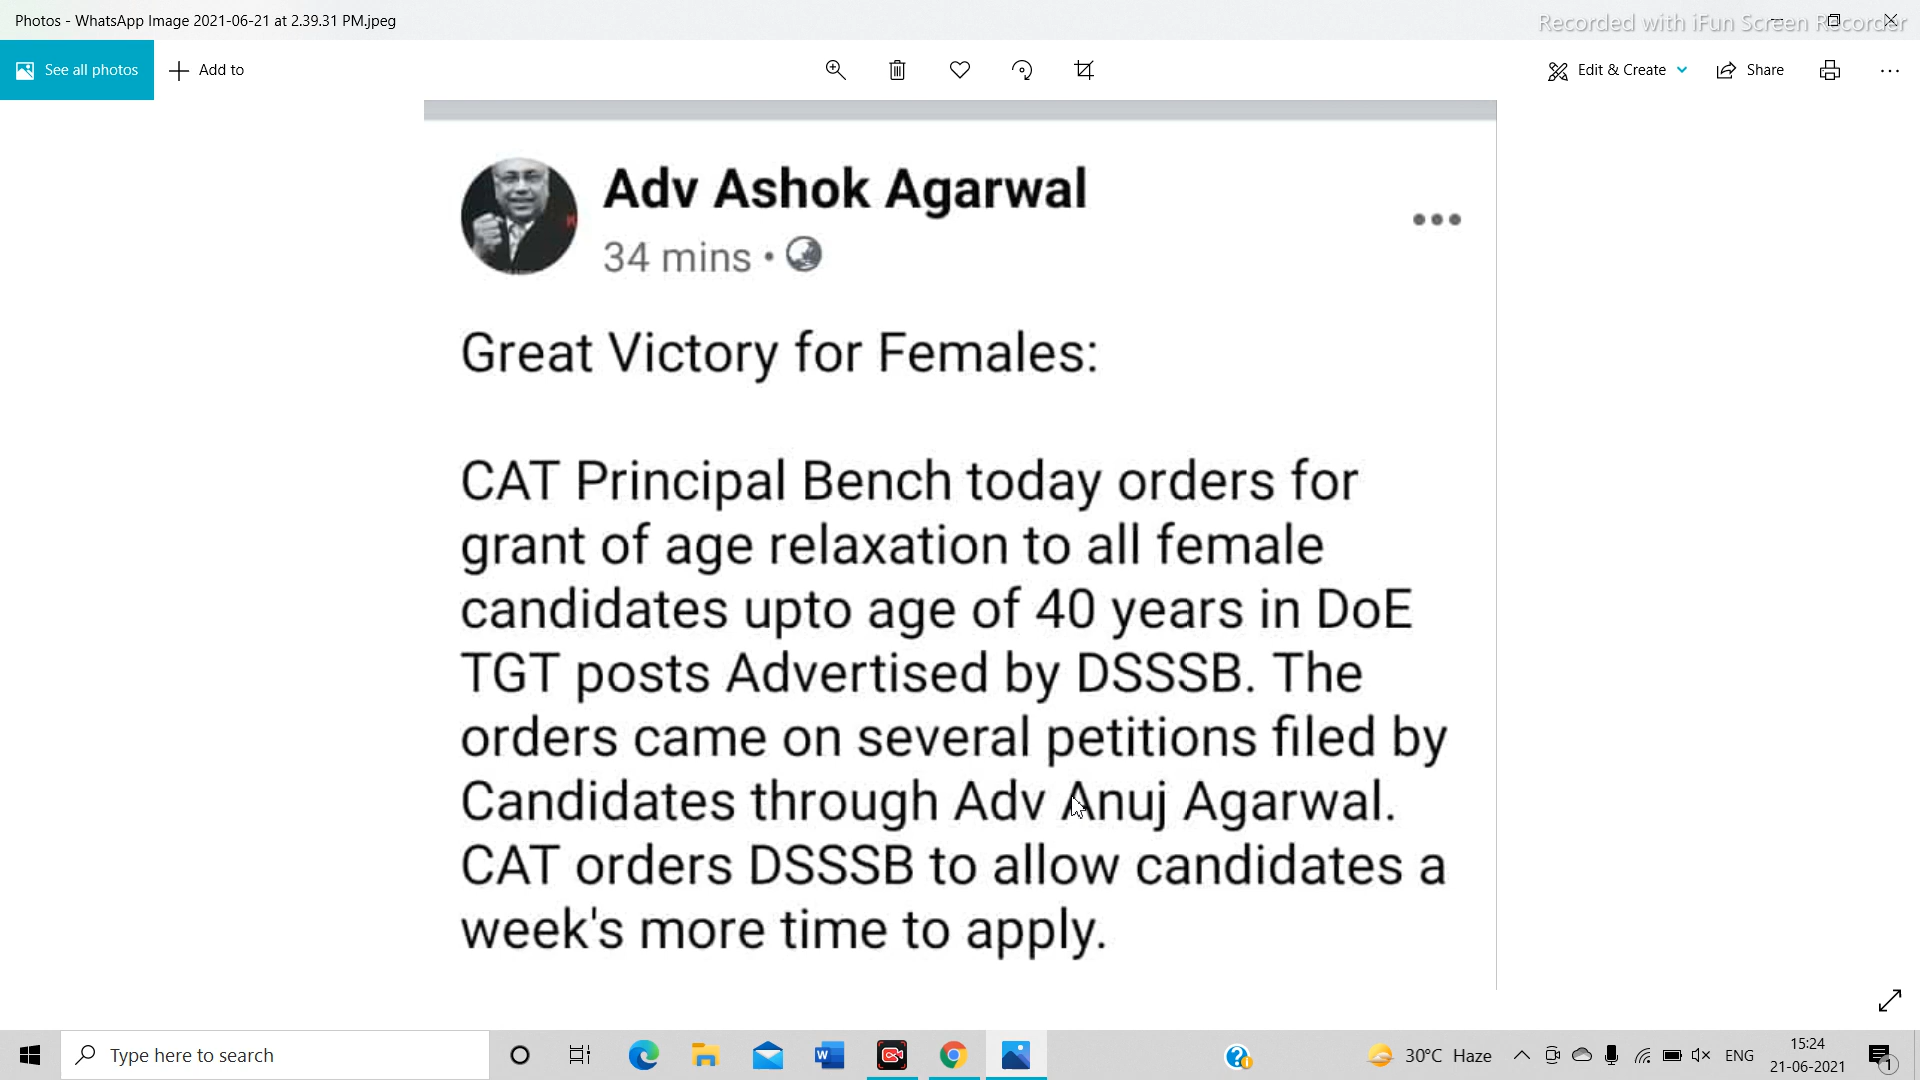 Photos - WhatsApp Image 2021-06-21 at 2.39.31 PM.jpeg
Recorded with iFun Screen Recorder
See all photos
Add to
Edit & Create
Share
Adv Ashok Agarwal
34 mins •
Great Victory for Females:
CAT Principal Bench today orders for
grant of age relaxation to all female
candidates upto age of 40 years in DoE
TGT posts Advertised by DSSSB. The
orders came on several petitions filed by
Candidates through Adv Anuj Agarwal.
CAT orders DSSSB to allow candidates a
week's more time to apply.
Type here to search
30°C Haze
ENG
15:24
21-06-2021
1